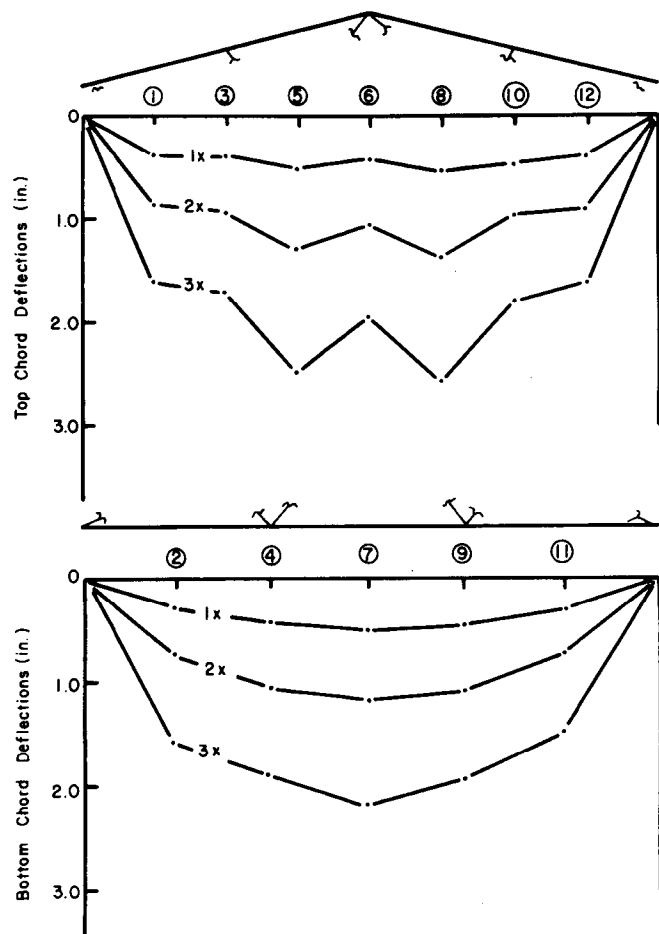 ① ③ ⑤ ⑥ ⑧ ⑩ ⑫
0
1x
1.0
2x
3x
2.0
3.0
Top Chord Deflections (in.)
② ④ ⑦ ⑨ ⑪
0
1x
2x
1.0
3x
2.0
3.0
Bottom Chord Deflections (in.)